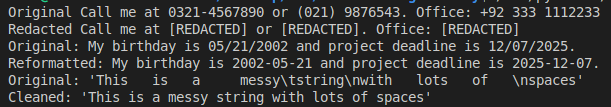 Original Call me at 0321-4567890 or (021) 9876543. Office: +92 333 1112233
Redacted Call me at [REDACTED] or [REDACTED]. Office: [REDACTED]
Original: My birthday is 05/21/2002 and project deadline is 12/07/2025.
Reformatted: My birthday is 2002-05-21 and project deadline is 2025-12-07.
Original: 'This   is   a   messy\tstring\nwith  lots  of  \nspaces'
Cleaned: 'This is a messy string with lots of spaces'